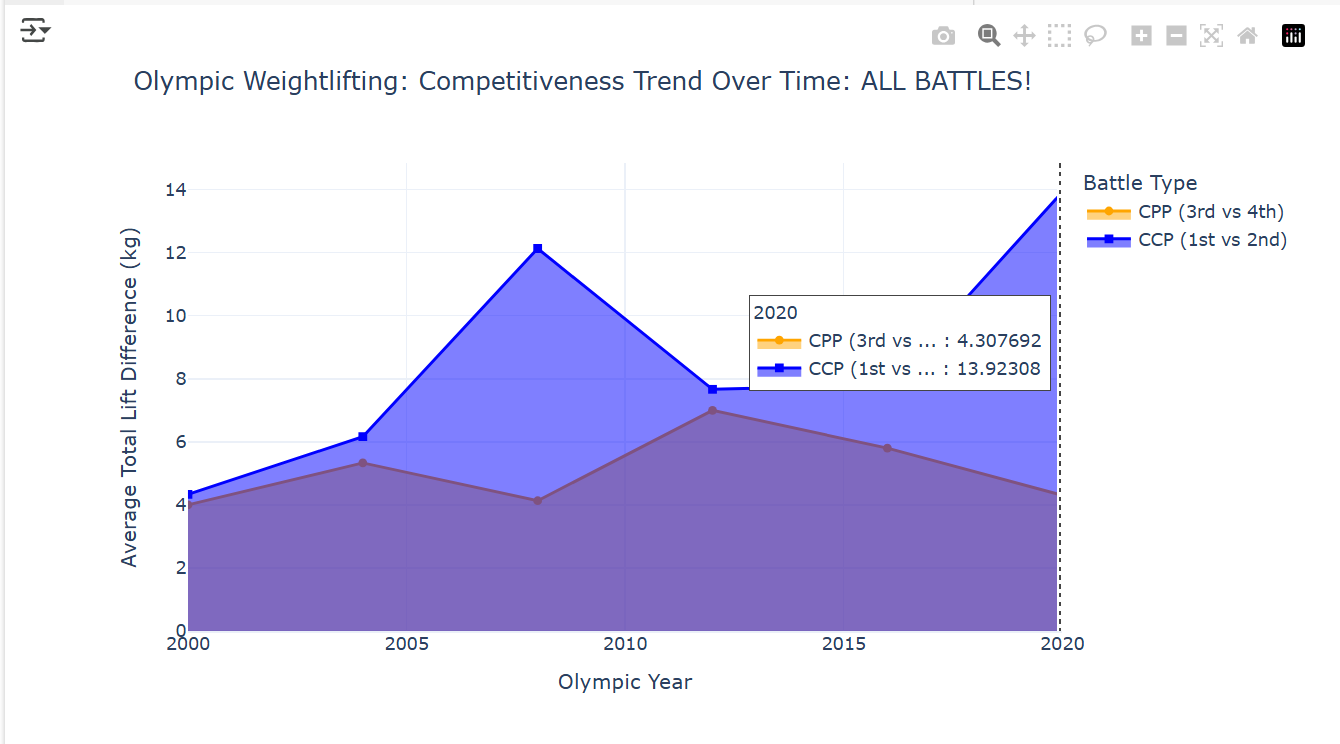 Olympic Weightlifting: Competitiveness Trend Over Time: ALL BATTLES!
Battle Type
CPP (3rd vs 4th)
CCP (1st vs 2nd)
Average Total Lift Difference (kg)
14
12
10
8
6
4
2
0
2020
CPP (3rd vs ... : 4.307692
CCP (1st vs ... : 13.92308
2000
2005
2010
2015
2020
Olympic Year